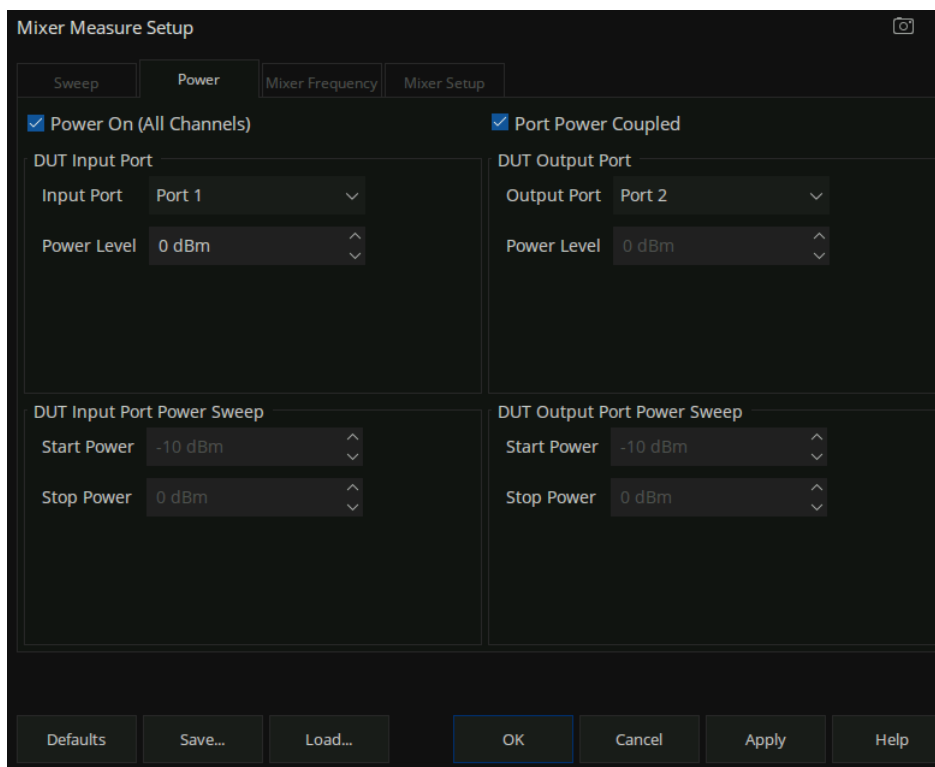 Mixer Measure Setup
Sweep Power Mixer Frequency Mixer Setup
Power On (All Channels) Port Power Coupled
DUT Input Port
Input Port Port 1
Power Level 0 dBm
DUT Output Port
Output Port Port 2
Power Level 0 dBm
DUT Input Port Power Sweep
Start Power -10 dBm
Stop Power 0 dBm
DUT Output Port Power Sweep
Start Power -10 dBm
Stop Power 0 dBm
Defaults Save... Load... OK Cancel Apply Help